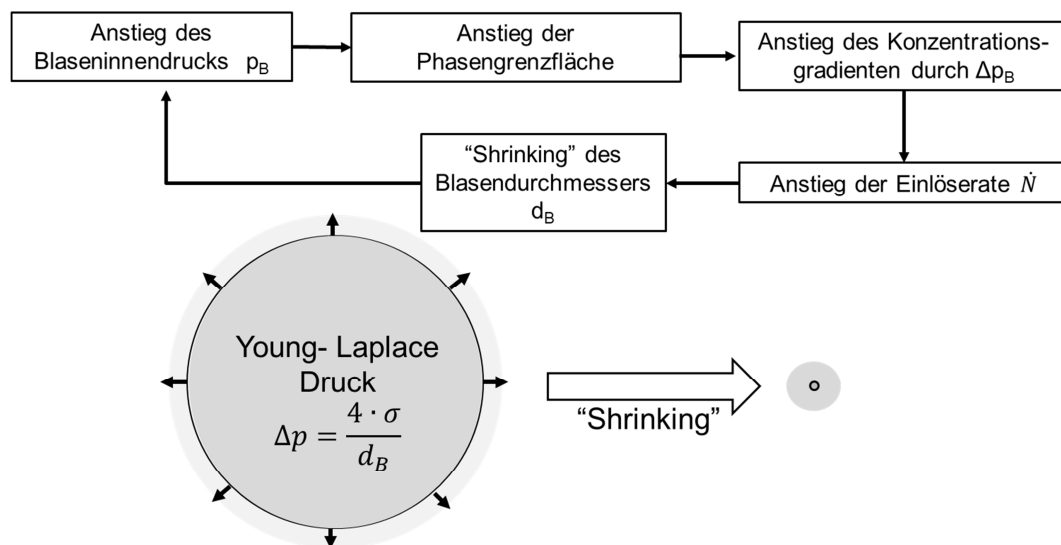 Anstieg des
Blaseninnendrucks p_B
Anstieg der
Phasengrenzfläche
Anstieg des Konzentrations-
gradienten durch Δp_B
Anstieg der Einlöserate Ṅ
“Shrinking” des
Blasendurchmessers
d_B
Young- Laplace
Druck
Δp = 4 · σ / d_B
“Shrinking”